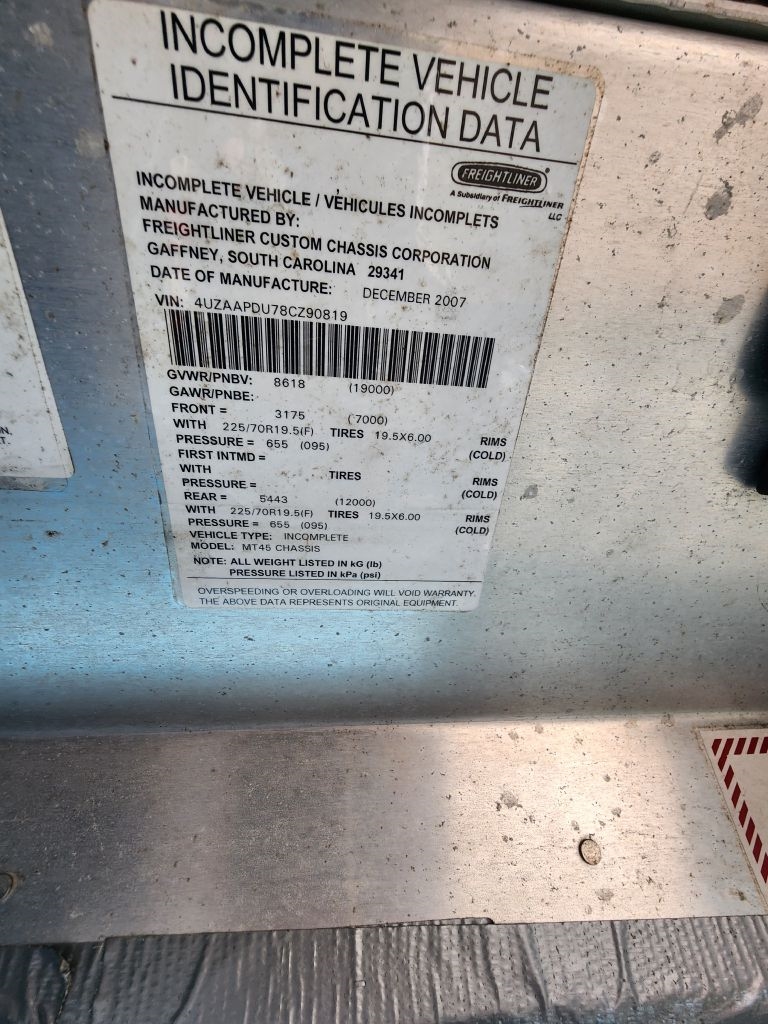 INCOMPLETE VEHICLE
IDENTIFICATION DATA
FREIGHTLINER
A Subsidiary of FREIGHTLINER
LLC
INCOMPLETE VEHICLE / VÉHICULES INCOMPLETS
MANUFACTURED BY:
FREIGHTLINER CUSTOM CHASSIS CORPORATION
GAFFNEY, SOUTH CAROLINA 29341
DATE OF MANUFACTURE: DECEMBER 2007
VIN: 4UZAAPDU78CZ90819
GVWR/PNBV: 8618 (19000)
GAWR/PNBE:
FRONT = 3175 (7000)
WITH 225/70R19.5(F) TIRES 19.5X6.00 RIMS
PRESSURE = 655 (095) (COLD)
FIRST INTMD =
WITH TIRES RIMS
PRESSURE = (COLD)
REAR = 5443 (12000)
WITH 225/70R19.5(F) TIRES 19.5X6.00 RIMS
PRESSURE = 655 (095) (COLD)
VEHICLE TYPE: INCOMPLETE
MODEL: MT45 CHASSIS
NOTE: ALL WEIGHT LISTED IN kG (lb)
PRESSURE LISTED IN kPa (psi)
OVERSPEEDING OR OVERLOADING WILL VOID WARRANTY.
THE ABOVE DATA REPRESENTS ORIGINAL EQUIPMENT.